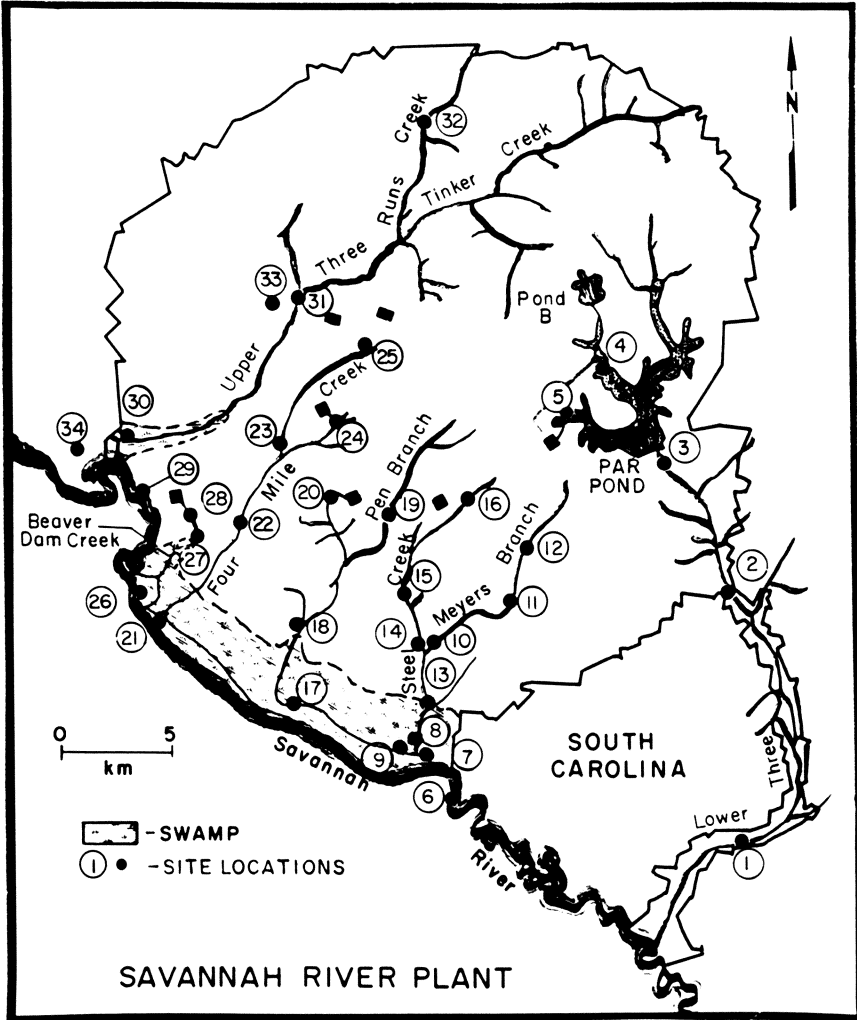 N
Creek
32
Creek
Runs
Tinker
Three
33
31
Pond
B
4
25
Upper
Creek
5
30
23
24
34
3
PAR
POND
Pen Branch
Mile
29
28
20
19
16
Beaver
Dam Creek
22
27
Four
Creek
Branch
12
2
26
15
Meyers
11
21
18
14
10
13
Steel
17
8
9
7
0
5
km
Savannah
6
SOUTH
CAROLINA
Three
Lower
1
-SWAMP
1 -SITE LOCATIONS
River
SAVANNAH RIVER PLANT